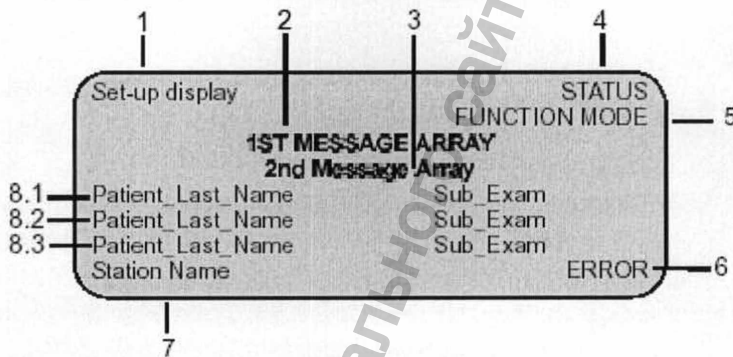 1 2 3 4
Set-up display STATUS
FUNCTION MODE 5
1ST MESSAGE ARRAY
2nd Message Array
8.1 Patient_Last_Name Sub_Exam
8.2 Patient_Last_Name Sub_Exam
8.3 Patient_Last_Name Sub_Exam
Station Name ERROR 6
7